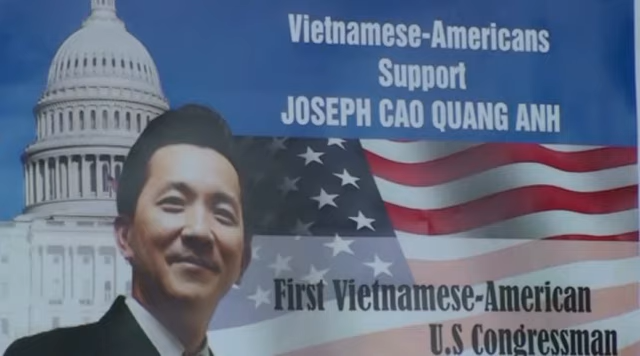 Vietnamese-Americans
Support
JOSEPH CAO QUANG ANH
First Vietnamese-American
U.S Congressman